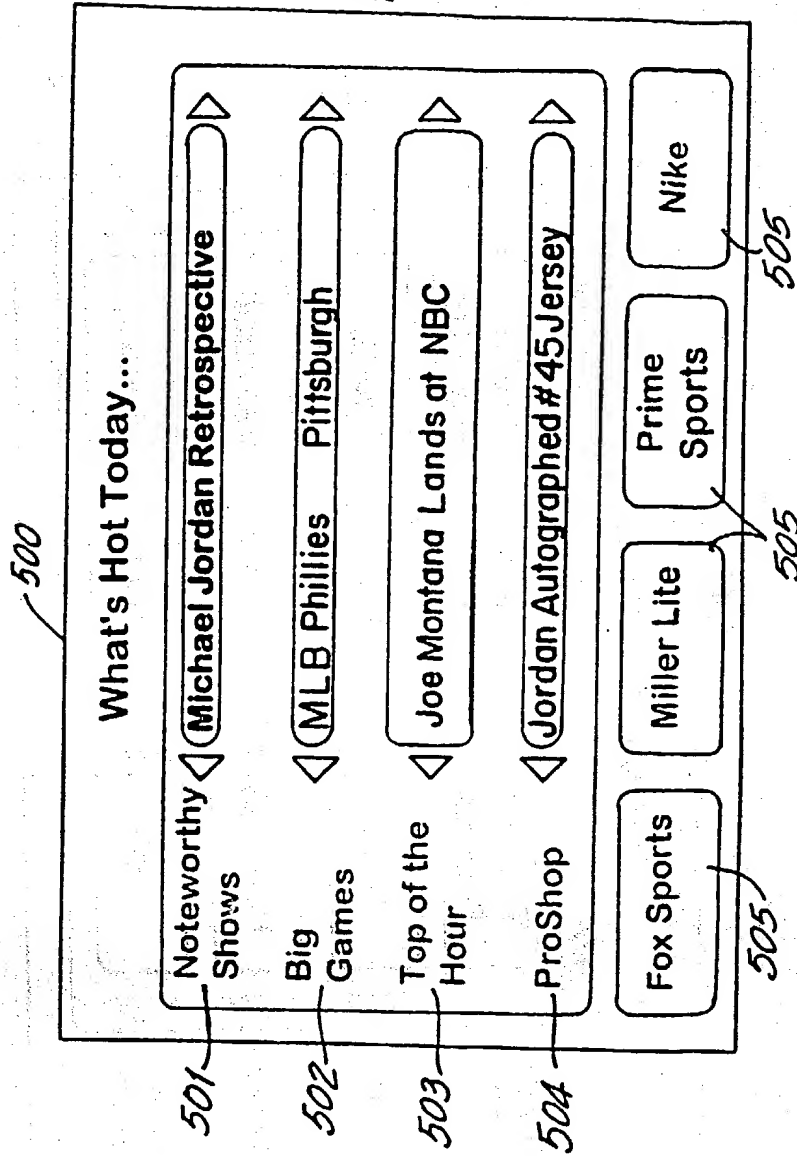 500
What's Hot Today...
501
Noteworthy
Shows
Michael Jordan Retrospective
502
Big
Games
MLB Phillies Pittsburgh
503
Top of the
Hour
Joe Montana Lands at NBC
504
ProShop
Jordan Autographed #45 Jersey
Fox Sports
Miller Lite
Prime
Sports
Nike
505
505
505